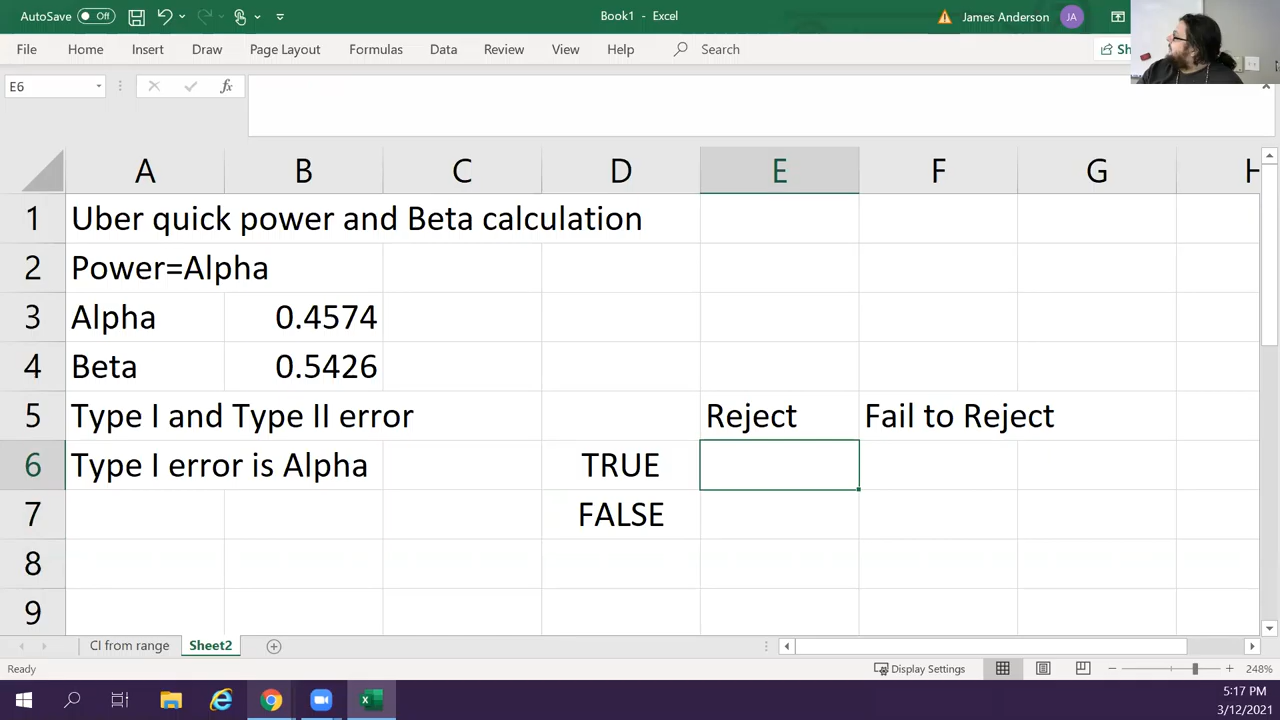 AutoSave Off
Book1 - Excel
James Anderson JA
File Home Insert Draw Page Layout Formulas Data Review View Help Search
Sh
E6
fx
A B C D E F G H
1 Uber quick power and Beta calculation
2 Power=Alpha
3 Alpha 0.4574
4 Beta 0.5426
5 Type I and Type II error Reject Fail to Reject
6 Type I error is Alpha TRUE
7 FALSE
8
9
CI from range Sheet2
Ready Display Settings 248%
5:17 PM
3/12/2021